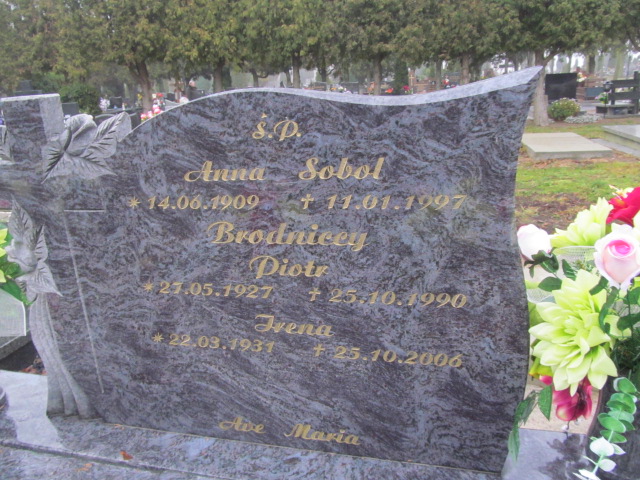 ś.P.
Anna Sobol
* 14.06.1909 † 11.01.1997
Brodniccy
Piotr
* 27.05.1927 † 25.10.1990
Irena
* 22.03.1931 † 25.10.2006
Ave Maria